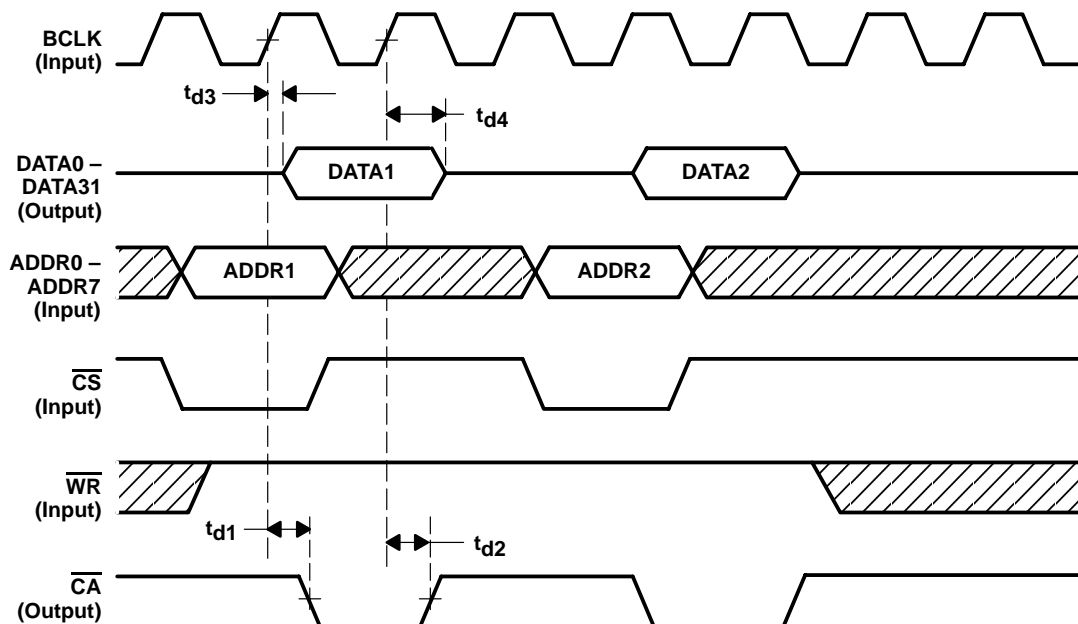 BCLK
(Input)
td3
td4
DATA0 –
DATA31
(Output)
DATA1
DATA2
ADDR0 –
ADDR7
(Input)
ADDR1
ADDR2
CS
(Input)
WR
(Input)
td1
td2
CA
(Output)